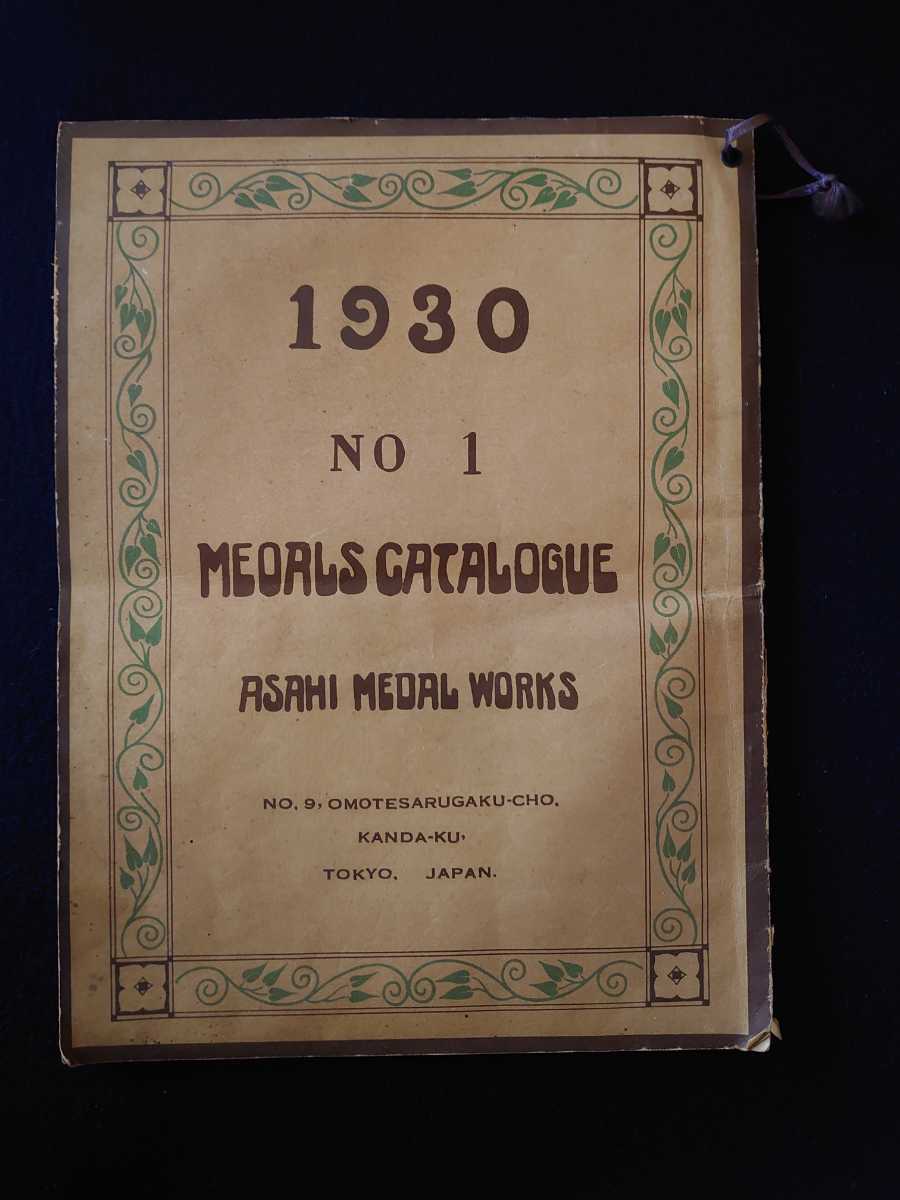 1930
NO 1
MEDALS CATALOGUE
ASAHI MEDAL WORKS
NO. 9, OMOTESARUGAKU-CHO.
KANDA-KU,
TOKYO, JAPAN.